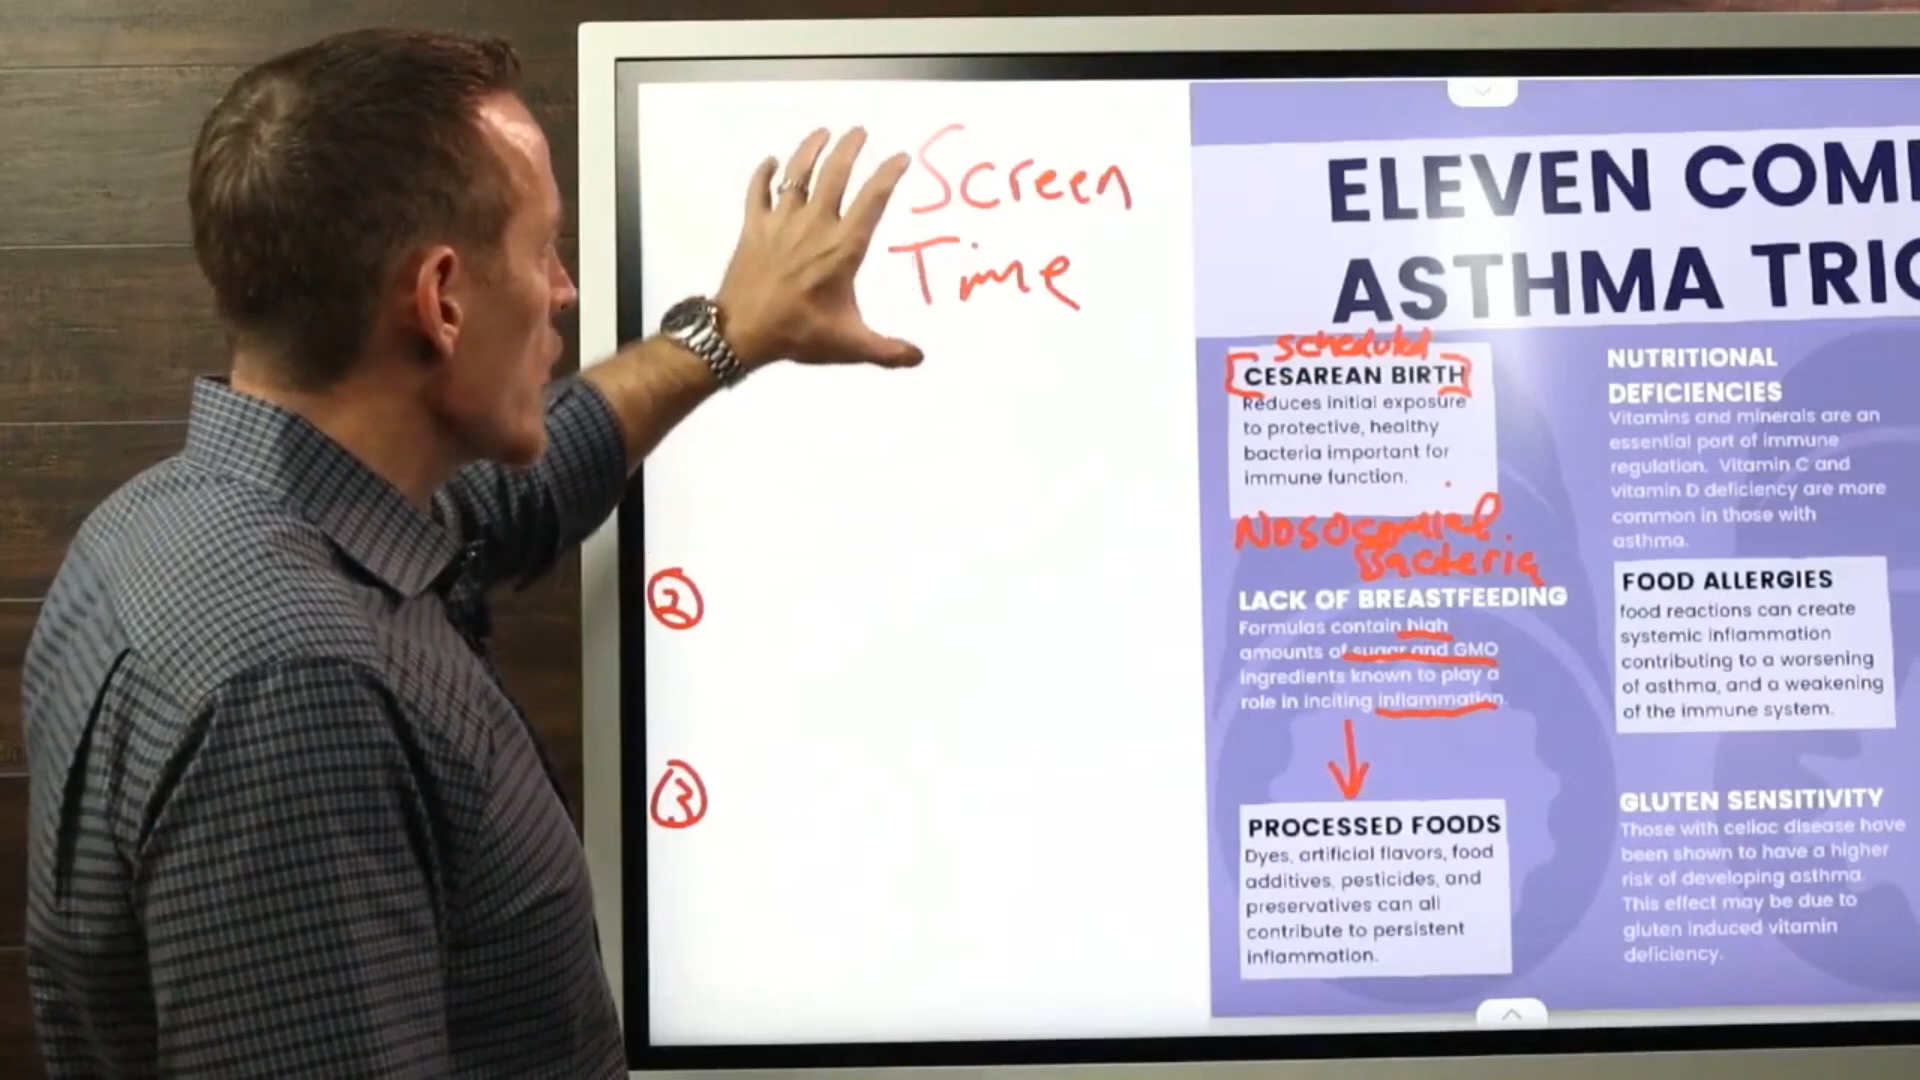 Screen
Time
②
③
ELEVEN COM
ASTHMA TRIG
Scheduled
[CESAREAN BIRTH]
Reduces initial exposure
to protective, healthy
bacteria important for
immune function.
Nosocomial
Bacteria
LACK OF BREASTFEEDING
Formulas contain high
amounts of sugar and GMO
ingredients known to play a
role in inciting inflammation.
PROCESSED FOODS
Dyes, artificial flavors, food
additives, pesticides, and
preservatives can all
contribute to persistent
inflammation.
NUTRITIONAL
DEFICIENCIES
Vitamins and minerals are an
essential part of immune
regulation. Vitamin C and
vitamin D deficiency are more
common in those with
asthma.
FOOD ALLERGIES
food reactions can create
systemic inflammation
contributing to a worsening
of asthma, and a weakening
of the immune system.
GLUTEN SENSITIVITY
Those with celiac disease have
been shown to have a higher
risk of developing asthma.
This effect may be due to
gluten induced vitamin
deficiency.